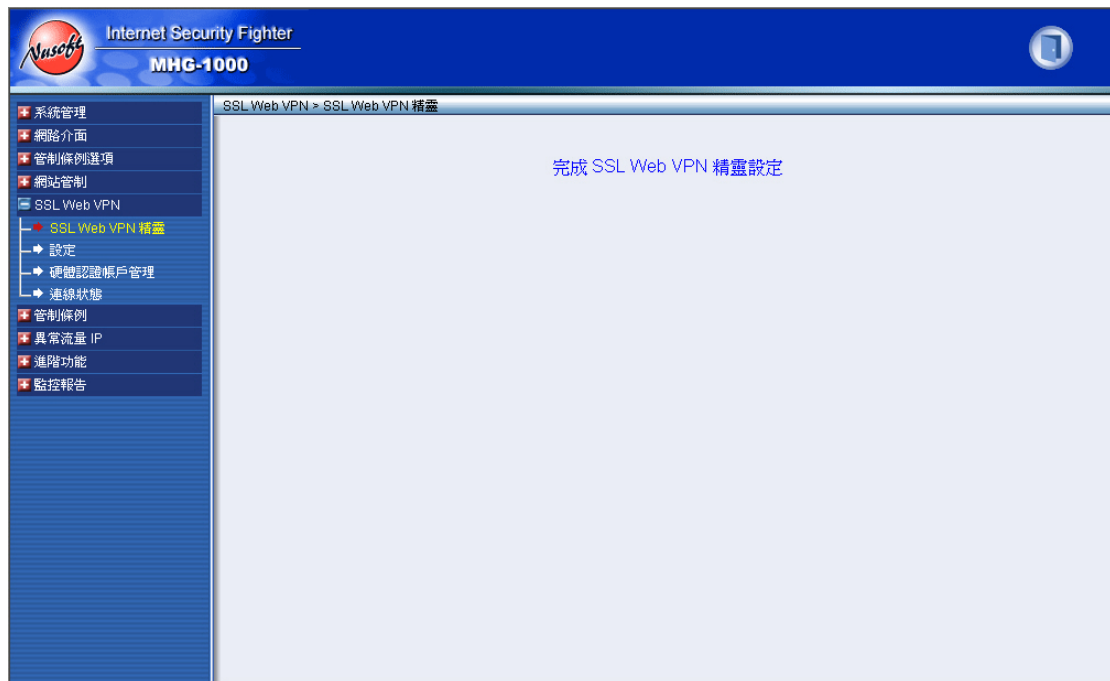 Nusoft
Internet Security Fighter
MHG-1000
SSL Web VPN > SSL Web VPN 精靈
系統管理
網路介面
管制條例選項
網站管制
SSL Web VPN
SSL Web VPN 精靈
設定
硬體認證帳戶管理
連線狀態
管制條例
異常流量 IP
進階功能
監控報告
完成 SSL Web VPN 精靈設定